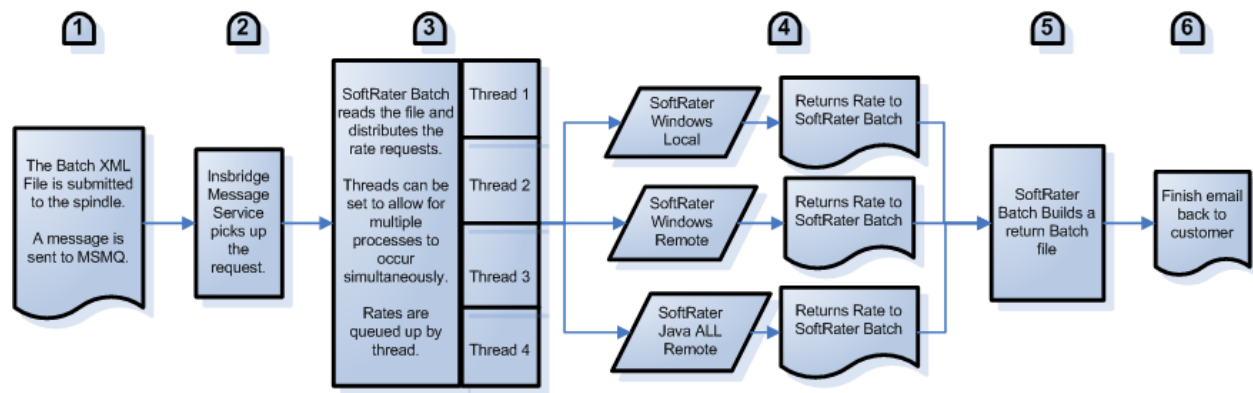 1
2
3
4
5
6
The Batch XML
File is submitted
to the spindle.
A message is
sent to MSMQ.
Insbridge
Message
Service
picks up
the
request.
SoftRater Batch
reads the file and
distributes the
rate requests.
Threads can be
set to allow for
multiple
processes to
occur
simultaneously.
Rates are
queued up by
thread.
Thread 1
Thread 2
Thread 3
Thread 4
SoftRater
Windows
Local
Returns Rate to
SoftRater Batch
SoftRater
Windows
Remote
Returns Rate to
SoftRater Batch
SoftRater
Java ALL
Remote
Returns Rate to
SoftRater Batch
SoftRater
Batch Builds a
return Batch
file
Finish email
back to
customer